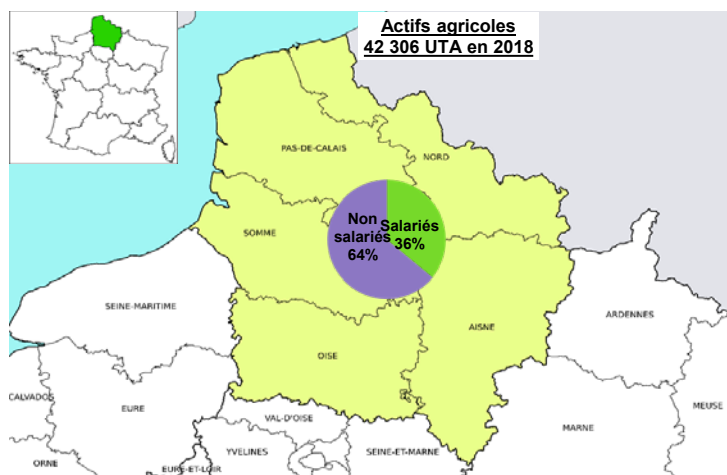 Actifs agricoles
42 306 UTA en 2018
PAS-DE-CALAIS
NORD
Non
salariés
64%
Salariés
36%
SOMME
SEINE-MARITIME
ARDENNES
AISNE
OISE
CALVADOS
EURE
VAL-D'OISE
MEUSE
MARNE
ORNE
EURE-ET-LOIR
YVELINES
SEINE-ET-MARNE